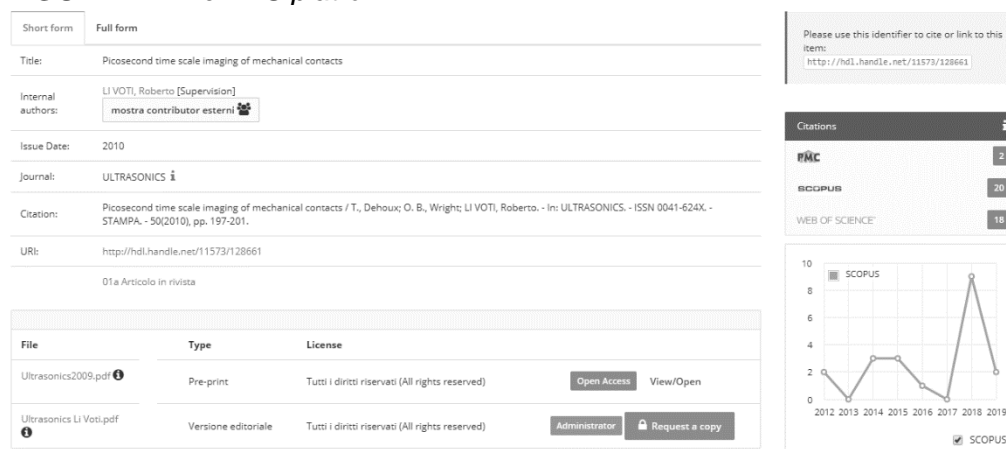 Short form Full form
Title: Picosecond time scale imaging of mechanical contacts
Internal authors: LI VOTI, Roberto [Supervision]
mostra contributor esterni
Issue Date: 2010
Journal: ULTRASONICS
Citation: Picosecond time scale imaging of mechanical contacts / T., Dehoux; O. B., Wright; LI VOTI, Roberto. - In: ULTRASONICS. - ISSN 0041-624X. -
STAMPA. - 50(2010), pp. 197-201.
URI: http://hdl.handle.net/11573/128661
01a Articolo in rivista
File Type License
Ultrasonics2009.pdf Pre-print Tutti i diritti riservati (All rights reserved) Open Access View/Open
Ultrasonics Li Voti.pdf Versione editoriale Tutti i diritti riservati (All rights reserved) Administrator Request a copy
Please use this identifier to cite or link to this
item:
http://hdl.handle.net/11573/128661
Citations
PMC 2
SCOPUS 20
WEB OF SCIENCE 18
SCOPUS
10
8
6
4
2
0
2012 2013 2014 2015 2016 2017 2018 2019
SCOPUS